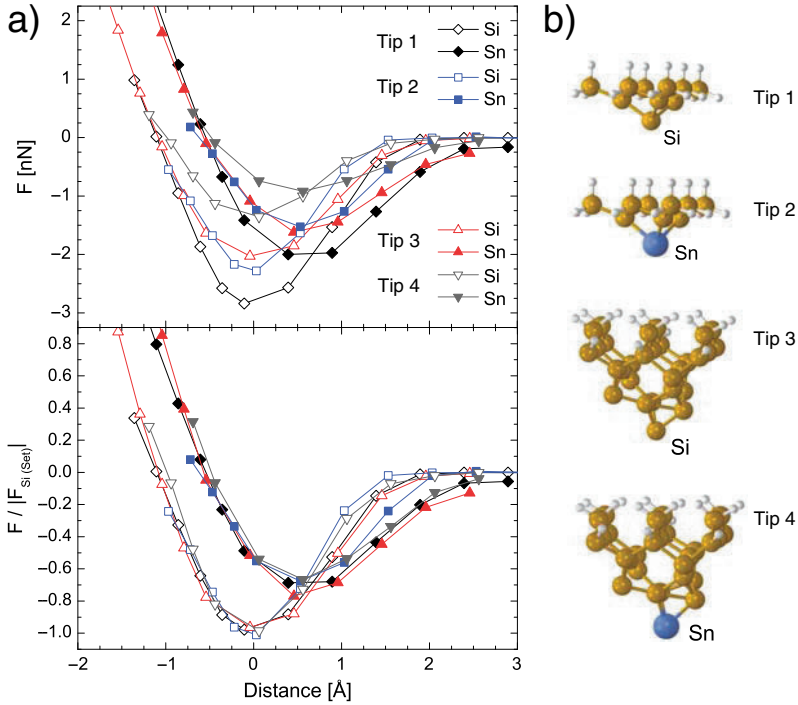 a)
b)
2
1
0
−1
−2
−3
F [nN]
Tip 1
Si
Sn
Tip 2
Si
Sn
Tip 3
Si
Sn
Tip 4
Si
Sn
0.8
0.6
0.4
0.2
0.0
−0.2
−0.4
−0.6
−0.8
−1.0
F / |F Si (Set)|
−2 −1 0 1 2 3
Distance [Å]
Tip 1
Si
Tip 2
Sn
Tip 3
Si
Tip 4
Sn